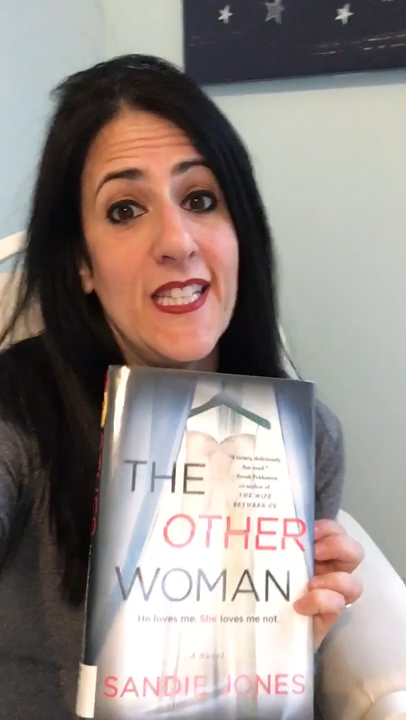 "A twisty, deliciously
fun read."
Sarah Pekkanen
co-author of
THE WIFE
BETWEEN US
THE
OTHER
WOMAN
He loves me. She loves me not.
A Novel
SANDIE JONES